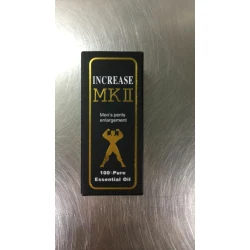 INCREASE
MK II
Men's penis
enlargement
100% Pure
Essential Oil